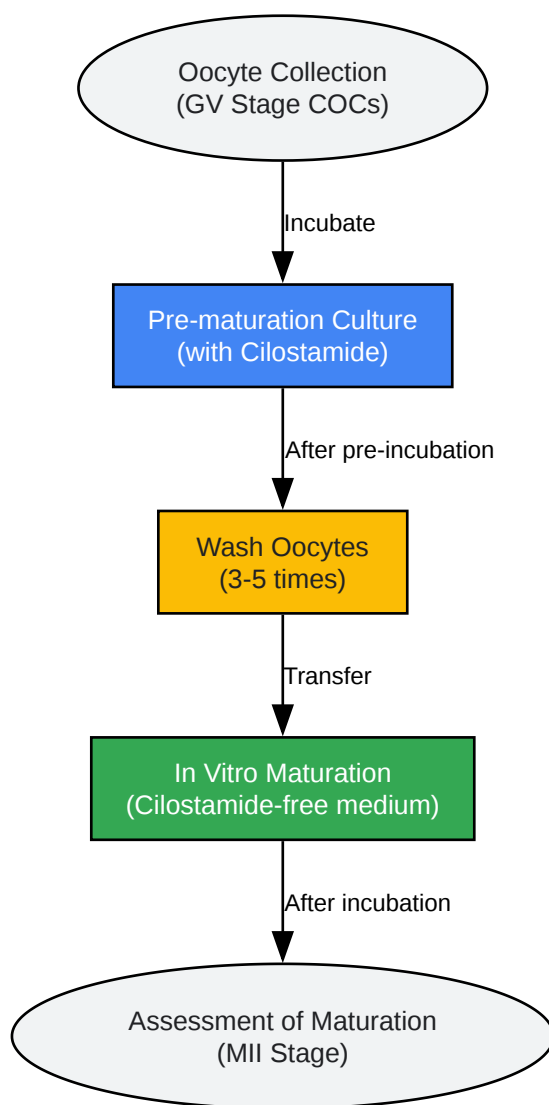 Oocyte Collection
(GV Stage COCs)
Incubate
Pre-maturation Culture
(with Cilostamide)
After pre-incubation
Wash Oocytes
(3-5 times)
Transfer
In Vitro Maturation
(Cilostamide-free medium)
After incubation
Assessment of Maturation
(MII Stage)